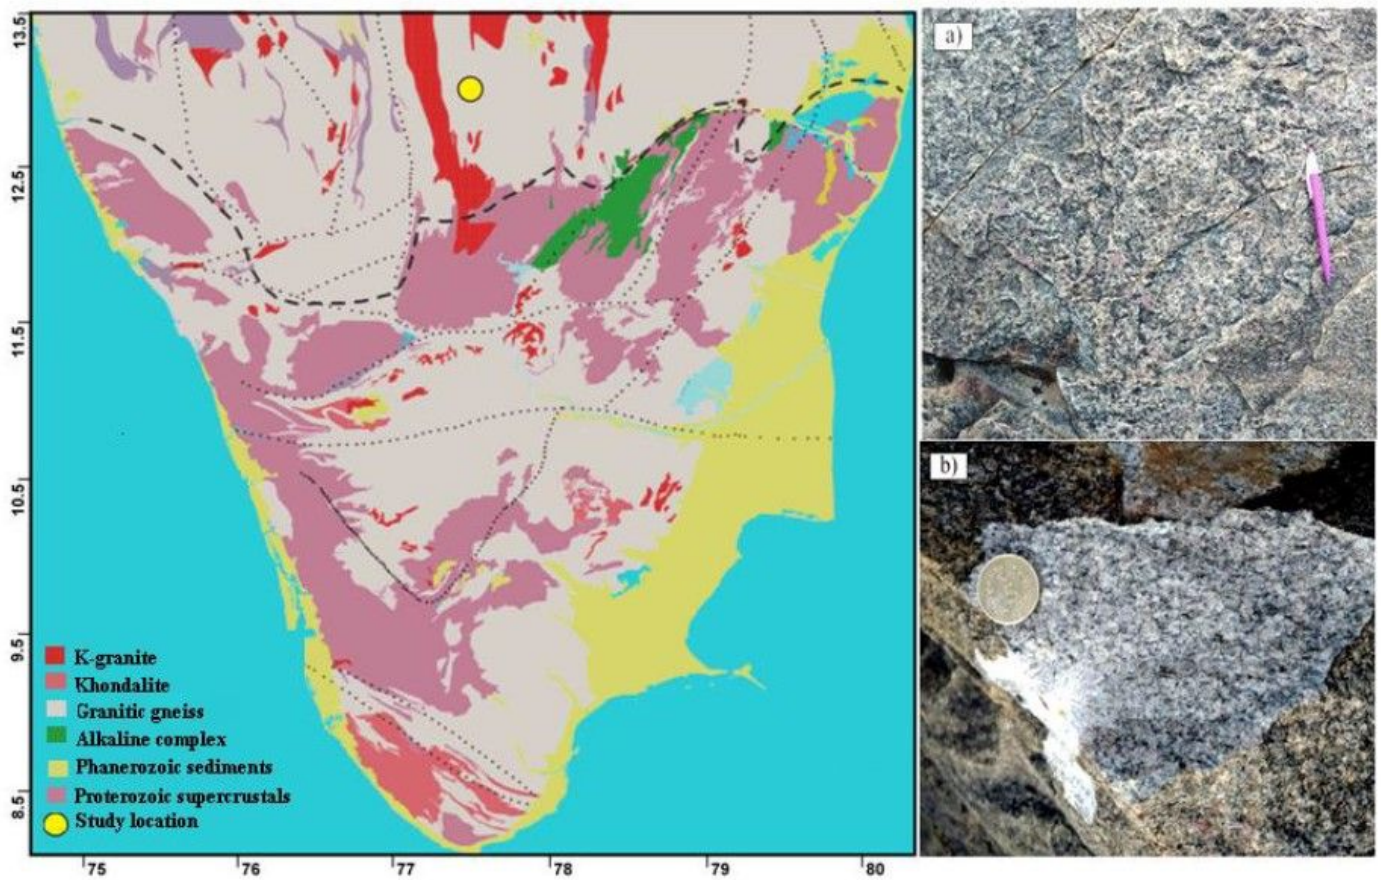 13.5
12.5
11.5
10.5
9.5
8.5
K-granite
Khondalite
Granitic gneiss
Alkaline complex
Phanerozoic sediments
Proterozoic supercrustals
Study location
75 76 77 78 79 80
a)
b)